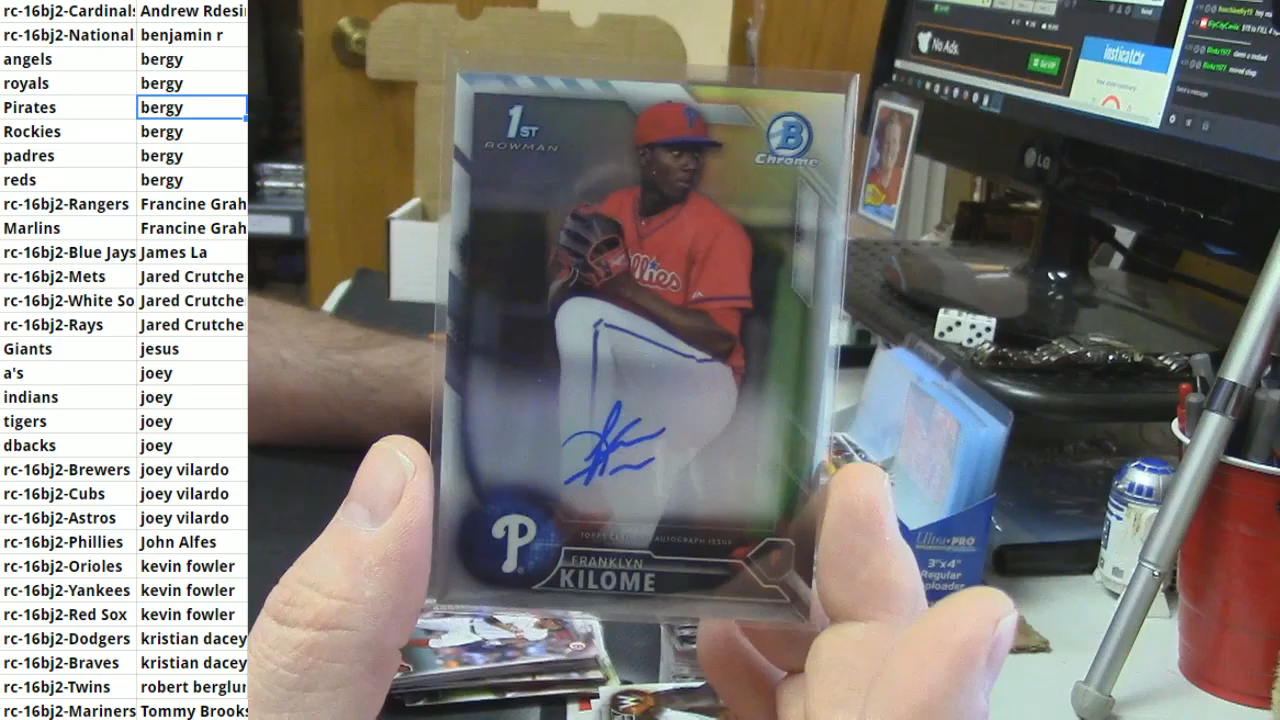 rc-16bj2-Cardinals Andrew Rdesi
rc-16bj2-National benjamin r
angels bergy
royals bergy
Pirates bergy
Rockies bergy
padres bergy
reds bergy
rc-16bj2-Rangers Francine Grah
Marlins Francine Grah
rc-16bj2-Blue Jays James La
rc-16bj2-Mets Jared Crutche
rc-16bj2-White So Jared Crutche
rc-16bj2-Rays Jared Crutche
Giants jesus
a's joey
indians joey
tigers joey
dbacks joey
rc-16bj2-Brewers joey vilardo
rc-16bj2-Cubs joey vilardo
rc-16bj2-Astros joey vilardo
rc-16bj2-Phillies John Alfes
rc-16bj2-Orioles kevin fowler
rc-16bj2-Yankees kevin fowler
rc-16bj2-Red Sox kevin fowler
rc-16bj2-Dodgers kristian dacey
rc-16bj2-Braves kristian dacey
rc-16bj2-Twins robert berglu
rc-16bj2-Mariners Tommy Brooks
1ST
BOWMAN
B
Chrome
P
FRANKLYN
KILOME
No Ads.
insticator
LG
ULTRA-PRO
3"x4"
Regular